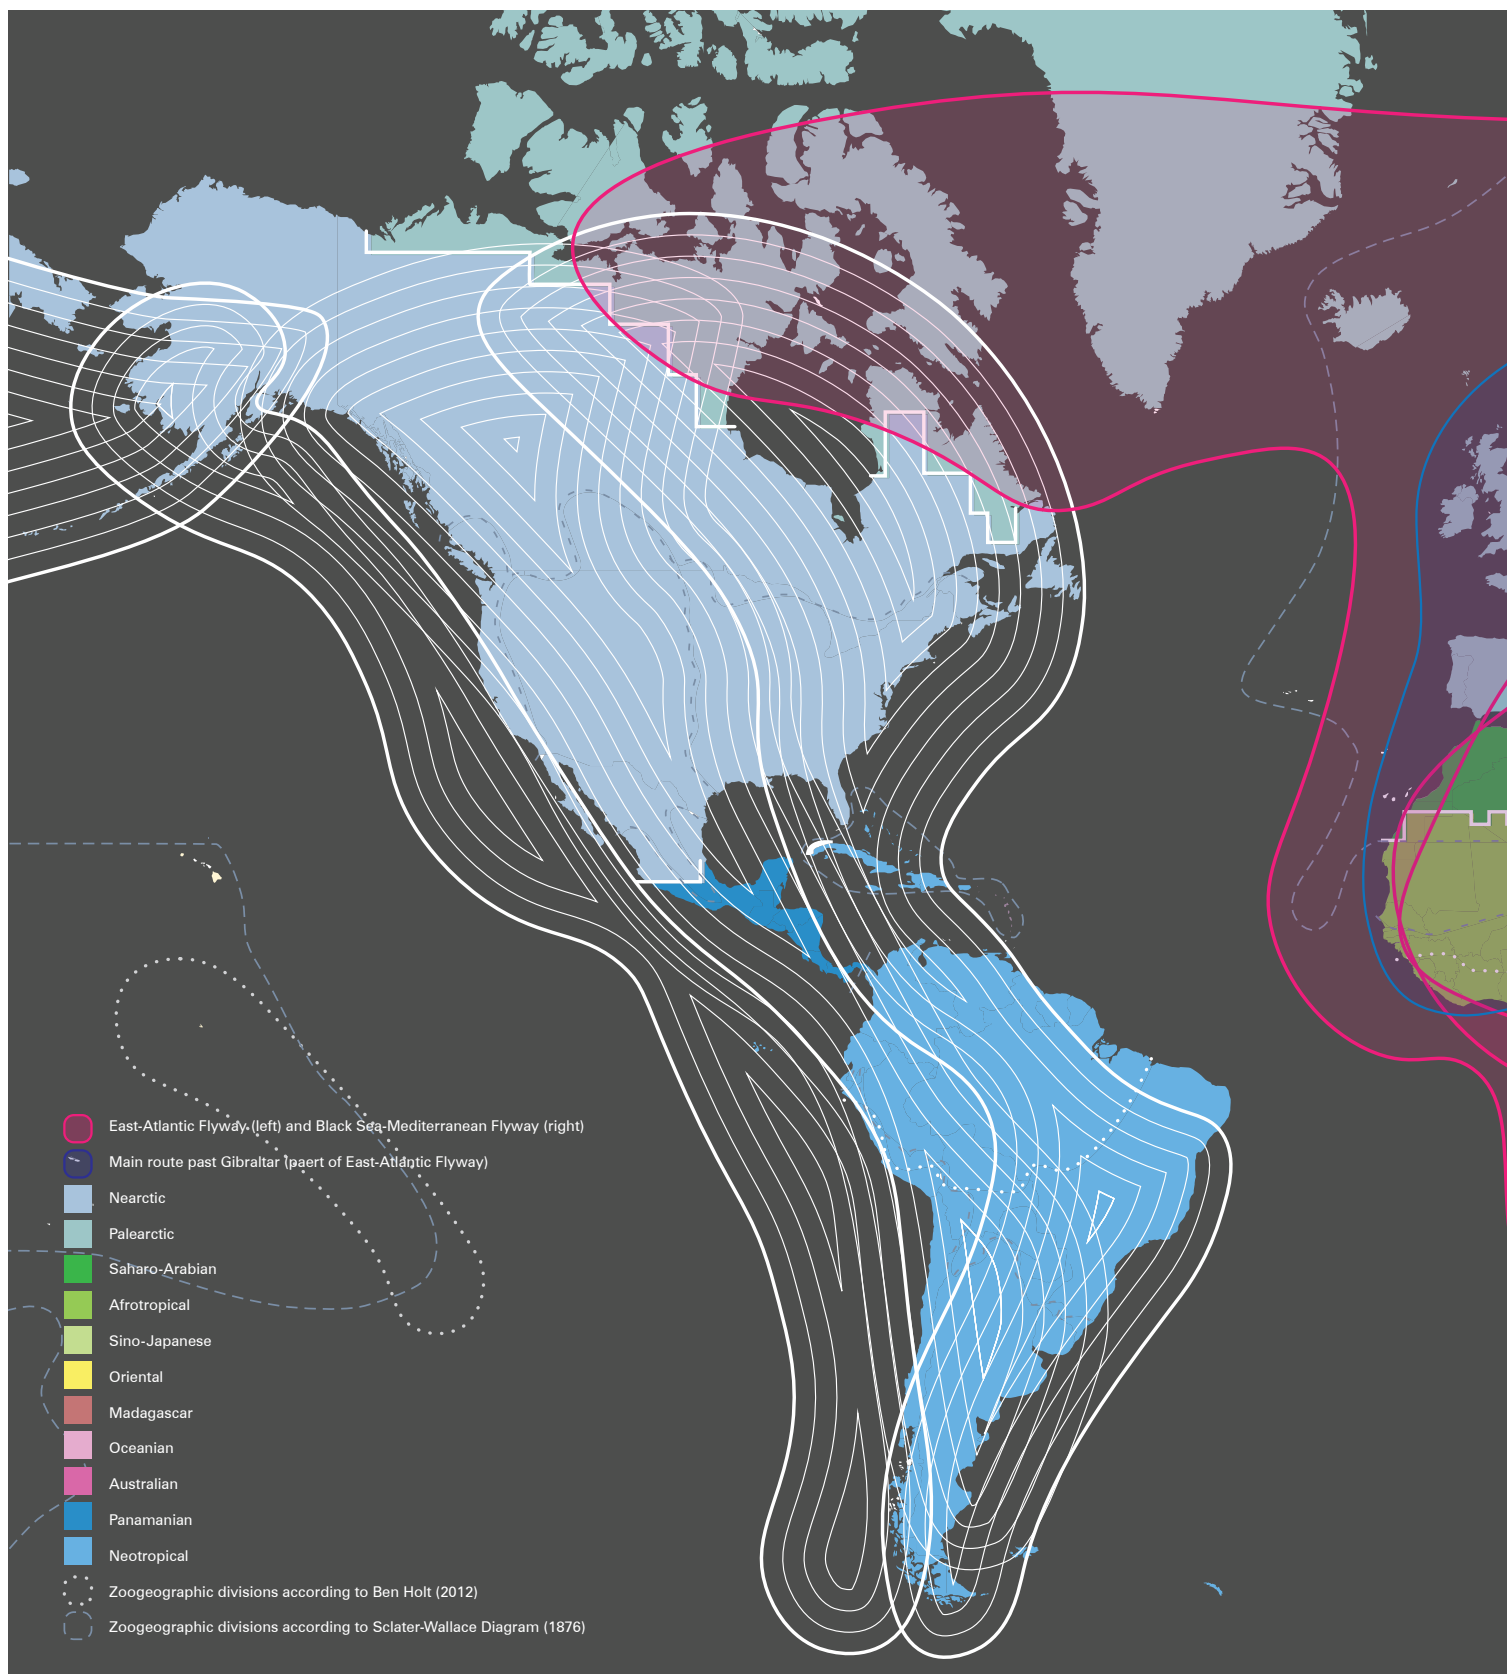 East-Atlantic Flyway (left) and Black Sea-Mediterranean Flyway (right)
Main route past Gibraltar (paert of East-Atlantic Flyway)
Nearctic
Palearctic
Saharo-Arabian
Afrotropical
Sino-Japanese
Oriental
Madagascar
Oceanian
Australian
Panamanian
Neotropical
Zoogeographic divisions according to Ben Holt (2012)
Zoogeographic divisions according to Sclater-Wallace Diagram (1876)